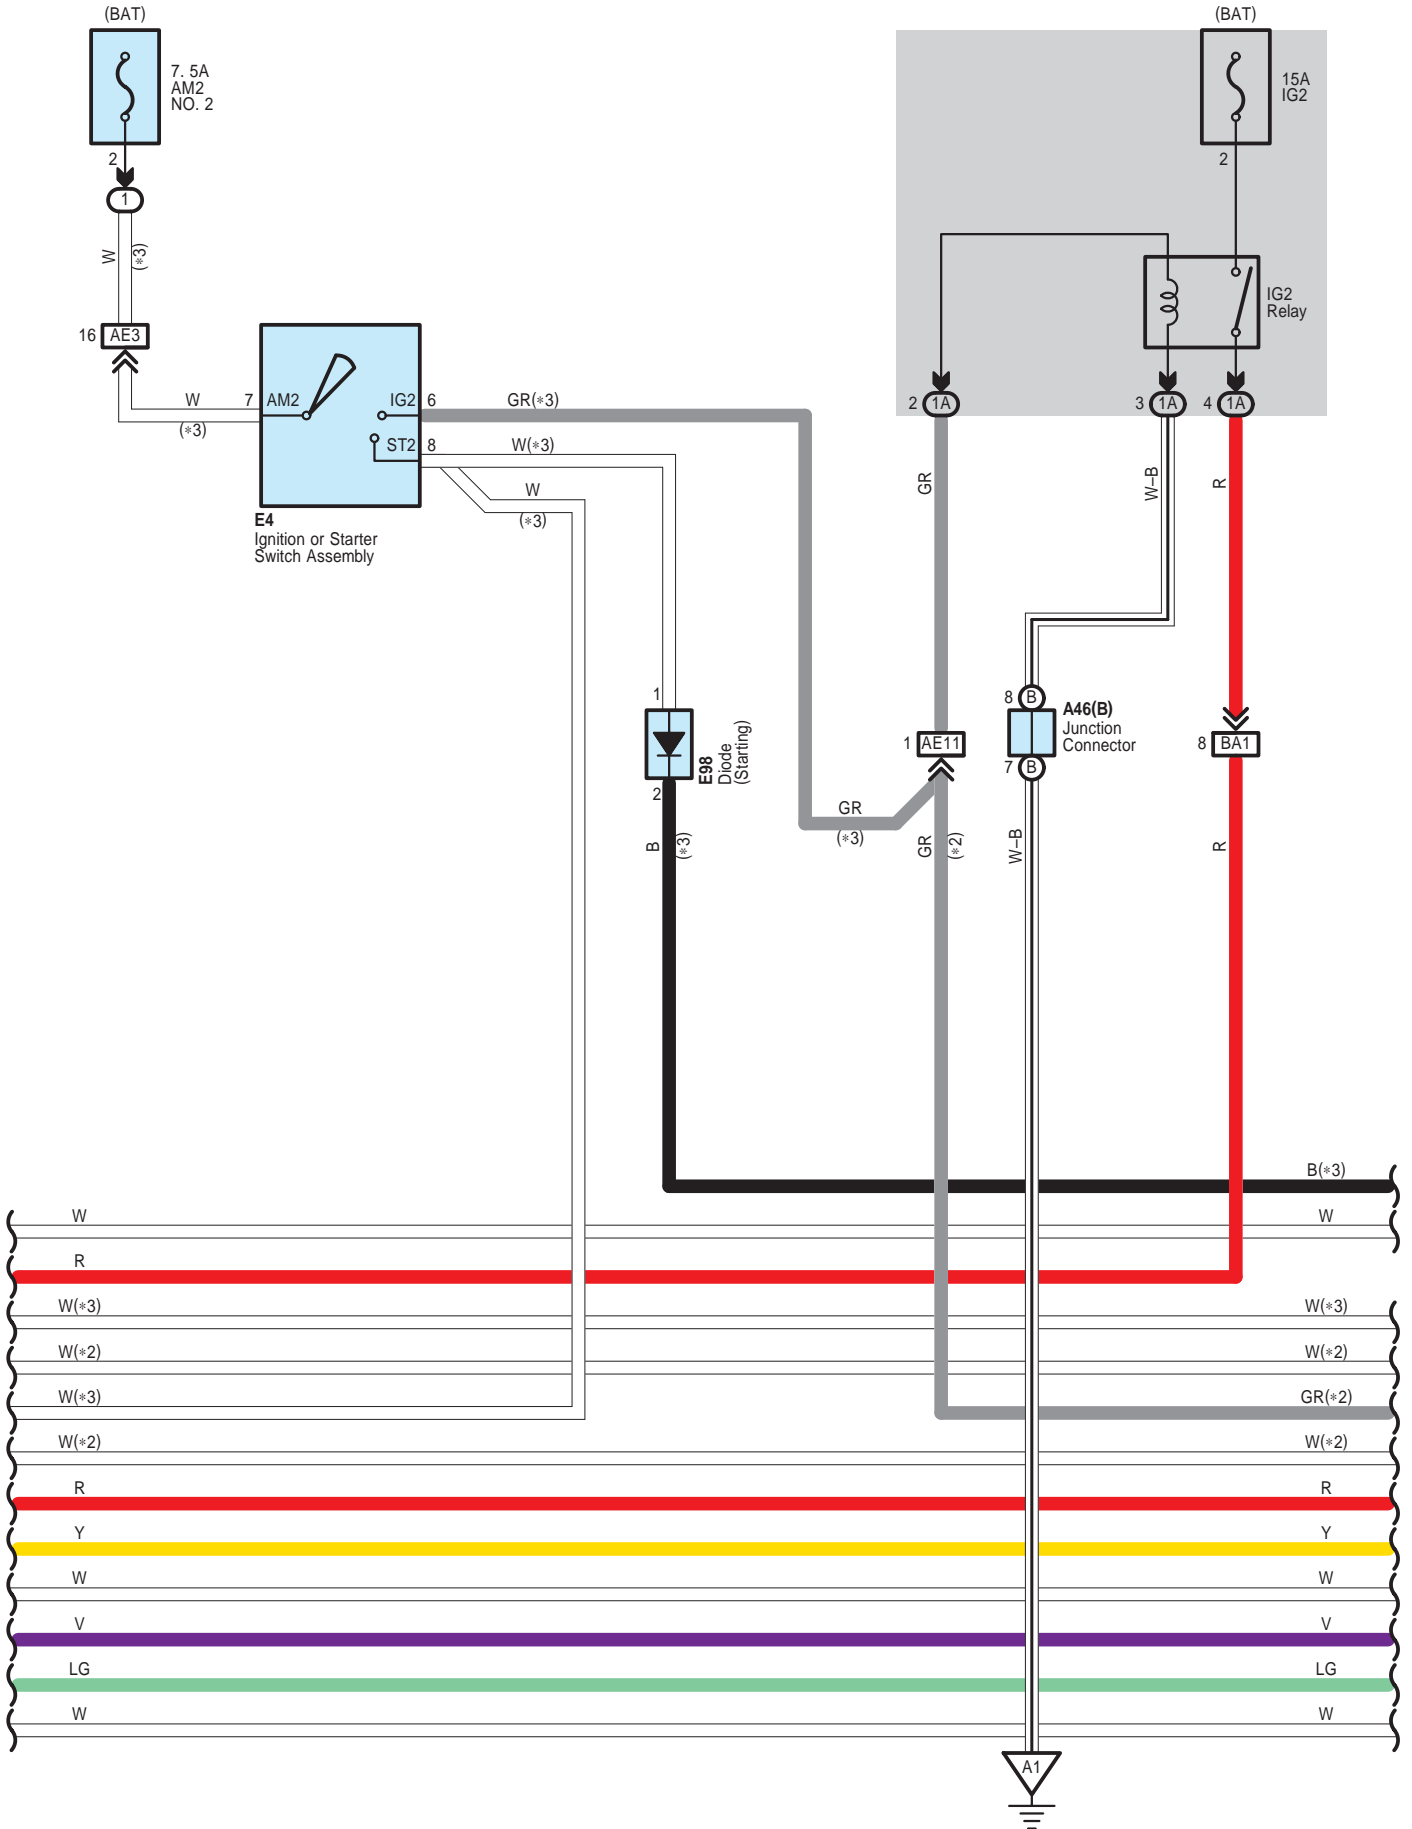 (BAT)
(BAT)
7. 5A
AM2
NO. 2
15A
IG2
2
2
1
W
(*3)
IG2
Relay
16 AE3
W
(*3)
7 AM2
IG2 6
GR(*3)
ST2 8
W(*3)
W
(*3)
E4
Ignition or Starter
Switch Assembly
2 1A
3 1A
4 1A
GR
W–B
R
1
2
E98
Diode
(Starting)
8 B
A46(B)
Junction
Connector
7 B
1 AE11
8 BA1
B
(*3)
GR
(*3)
GR
(*2)
W–B
R
B(*3)
W
W
R
W(*3)
W(*3)
W(*2)
W(*2)
W(*3)
GR(*2)
W(*2)
W(*2)
R
R
Y
Y
W
W
V
V
LG
LG
W
W
A1